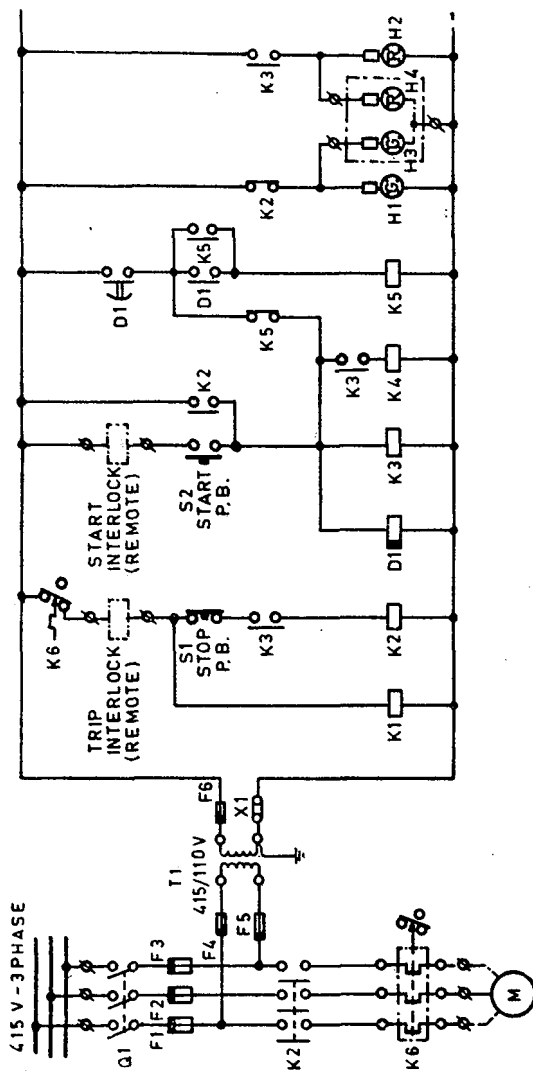 415 V - 3 PHASE
Q1
F1
F2
F3
F4
F5
T1
415/110V
F6
X1
K2
K6
M
K6
TRIP
INTERLOCK
(REMOTE)
S1
STOP
P.B.
K3
K1
K2
START
INTERLOCK
(REMOTE)
S2
START
P.B.
K2
D1
K3
K3
K4
D1
K5
D1
K5
K5
K2
K3
G
G
R
R
H1
H3
H4
H2